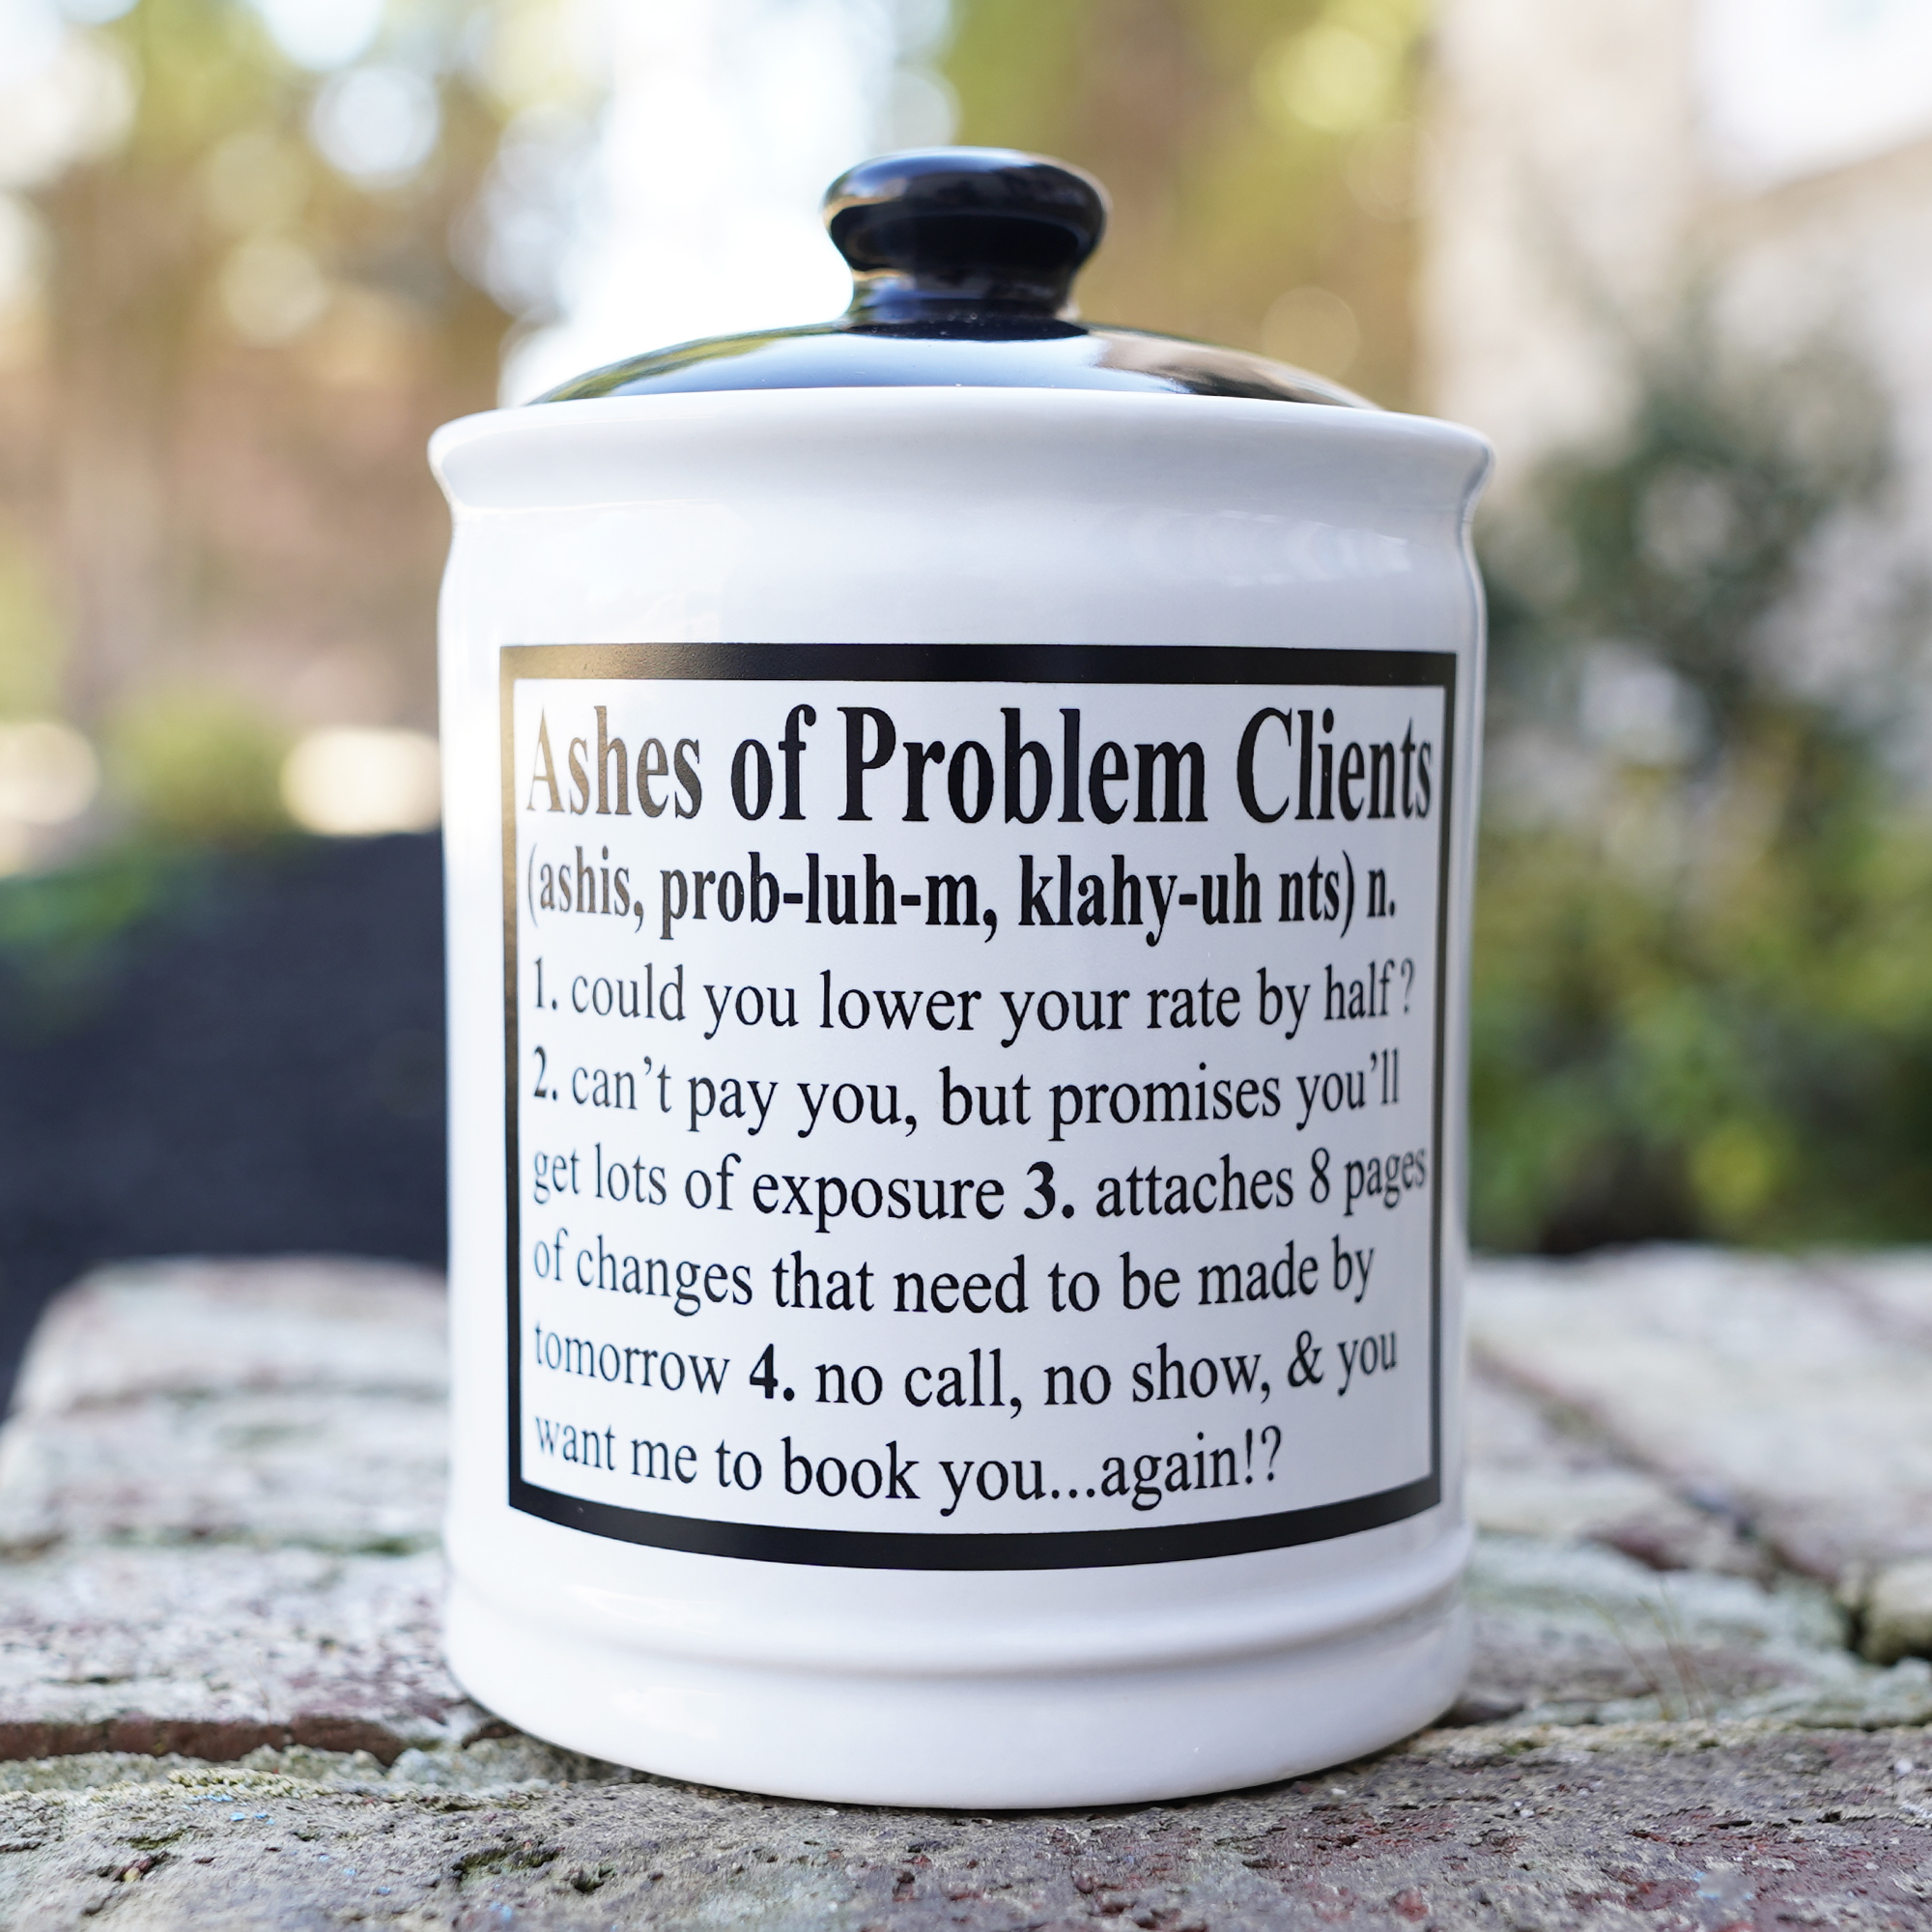 Ashes of Problem Clients
(ashis, prob-luh-m, klahy-uh nts) n.
1. could you lower your rate by half?
2. can't pay you, but promises you'll
get lots of exposure 3. attaches 8 pages
of changes that need to be made by
tomorrow 4. no call, no show, & you
want me to book you...again!?